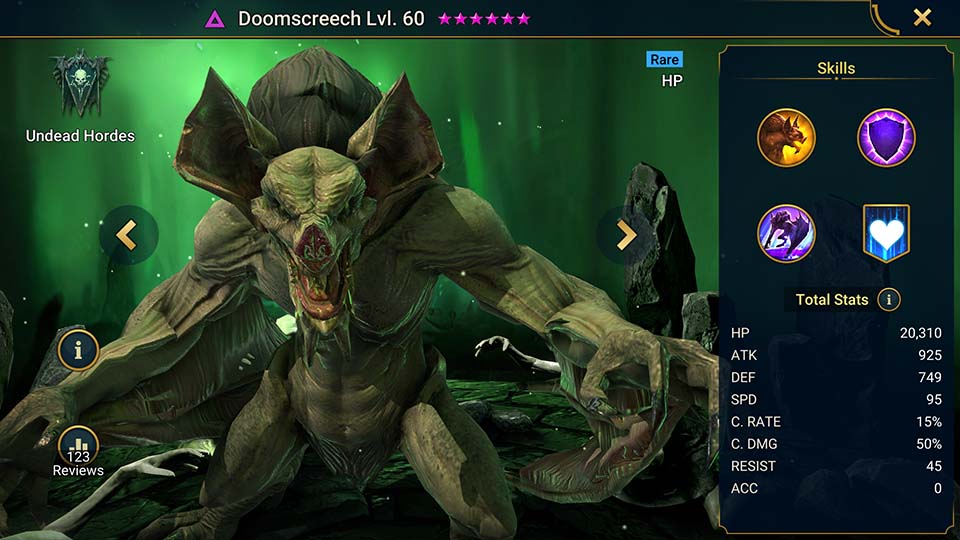 Doomscreech Lvl. 60
Undead Hordes
Rare
HP
123
Reviews
Skills
Total Stats
HP 20,310
ATK 925
DEF 749
SPD 95
C. RATE 15%
C. DMG 50%
RESIST 45
ACC 0